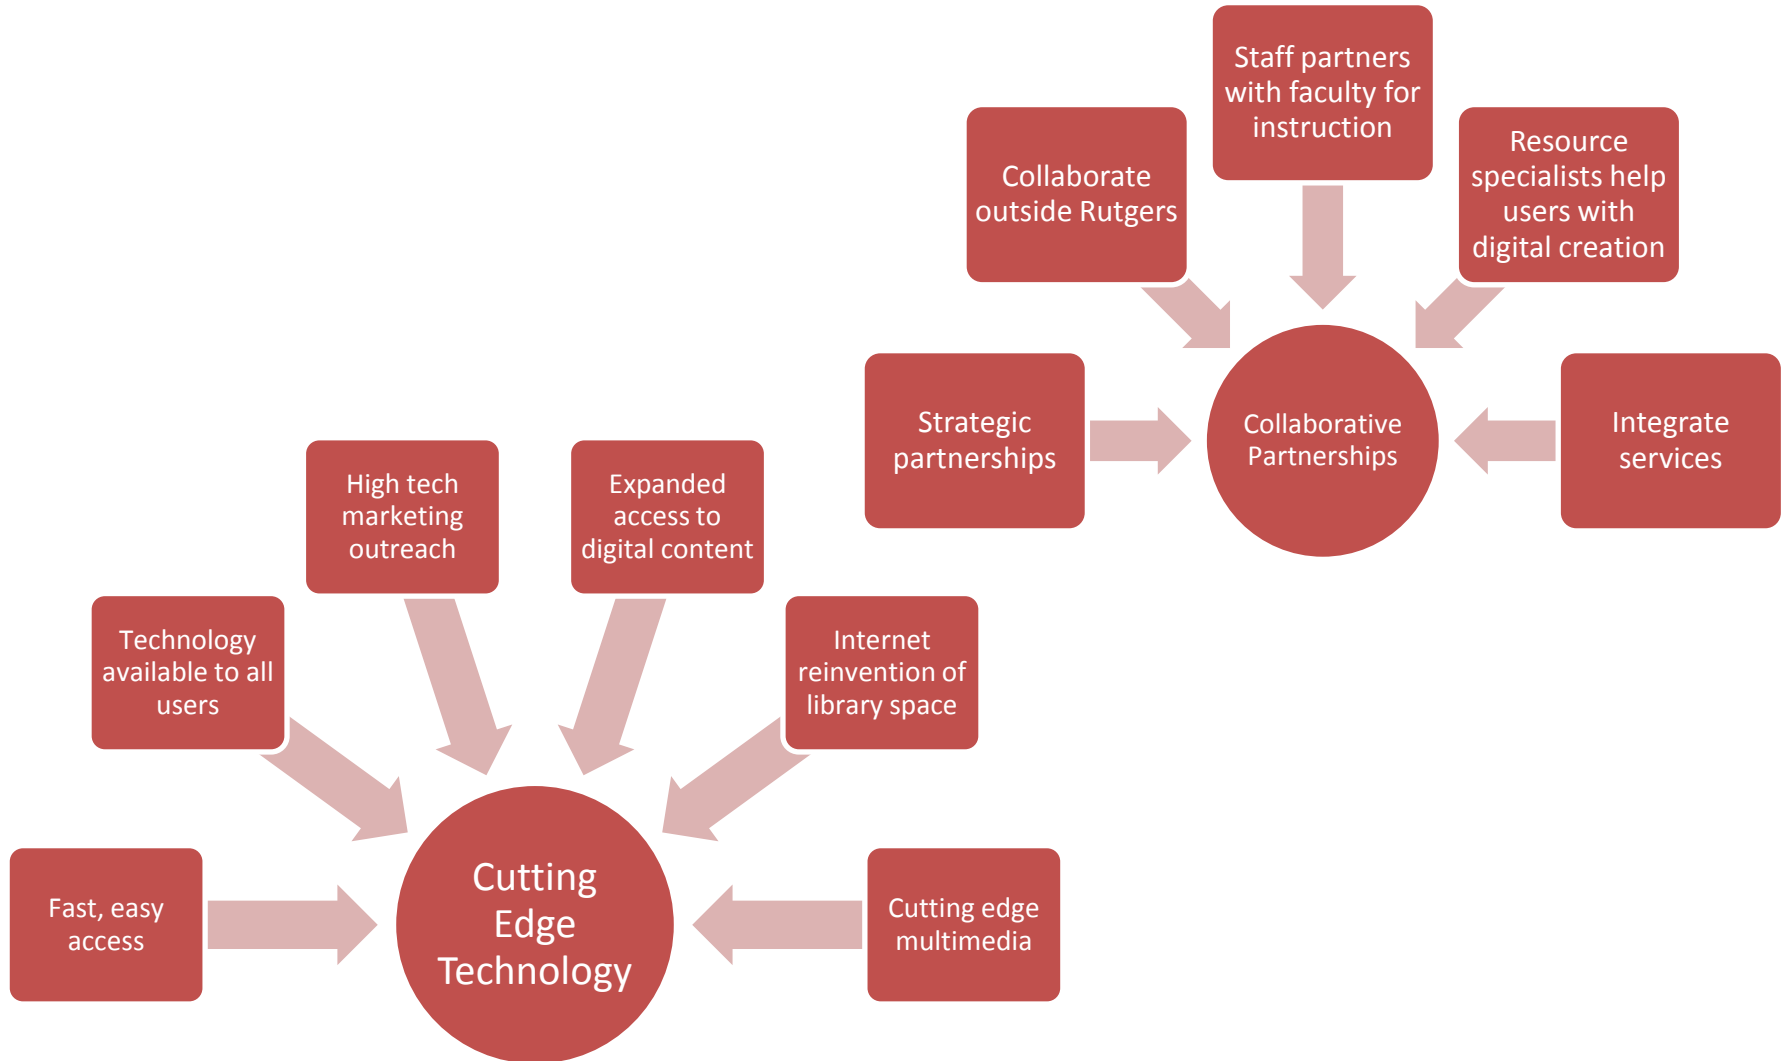 Staff partners
with faculty for
instruction
Collaborate
outside Rutgers
Resource
specialists help
users with
digital creation
Strategic
partnerships
Collaborative
Partnerships
Integrate
services
High tech
marketing
outreach
Expanded
access to
digital content
Technology
available to all
users
Internet
reinvention of
library space
Fast, easy
access
Cutting
Edge
Technology
Cutting edge
multimedia